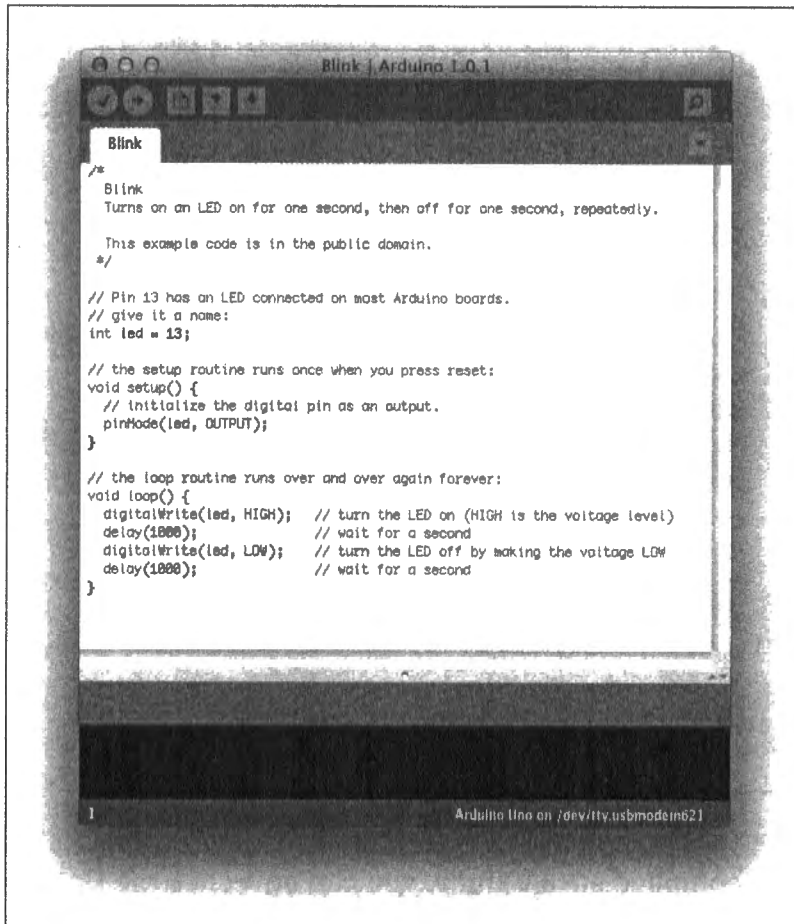 Blink | Arduino 1.0.1
Blink
/*
  Blink
  Turns on an LED on for one second, then off for one second, repeatedly.

  This example code is in the public domain.
 */

// Pin 13 has an LED connected on most Arduino boards.
// give it a name:
int led = 13;

// the setup routine runs once when you press reset:
void setup() {
  // initialize the digital pin as an output.
  pinMode(led, OUTPUT);
}

// the loop routine runs over and over again forever:
void loop() {
  digitalWrite(led, HIGH);   // turn the LED on (HIGH is the voltage level)
  delay(1000);               // wait for a second
  digitalWrite(led, LOW);    // turn the LED off by making the voltage LOW
  delay(1000);               // wait for a second
}
1 Arduino Uno on /dev/tty.usbmodem621